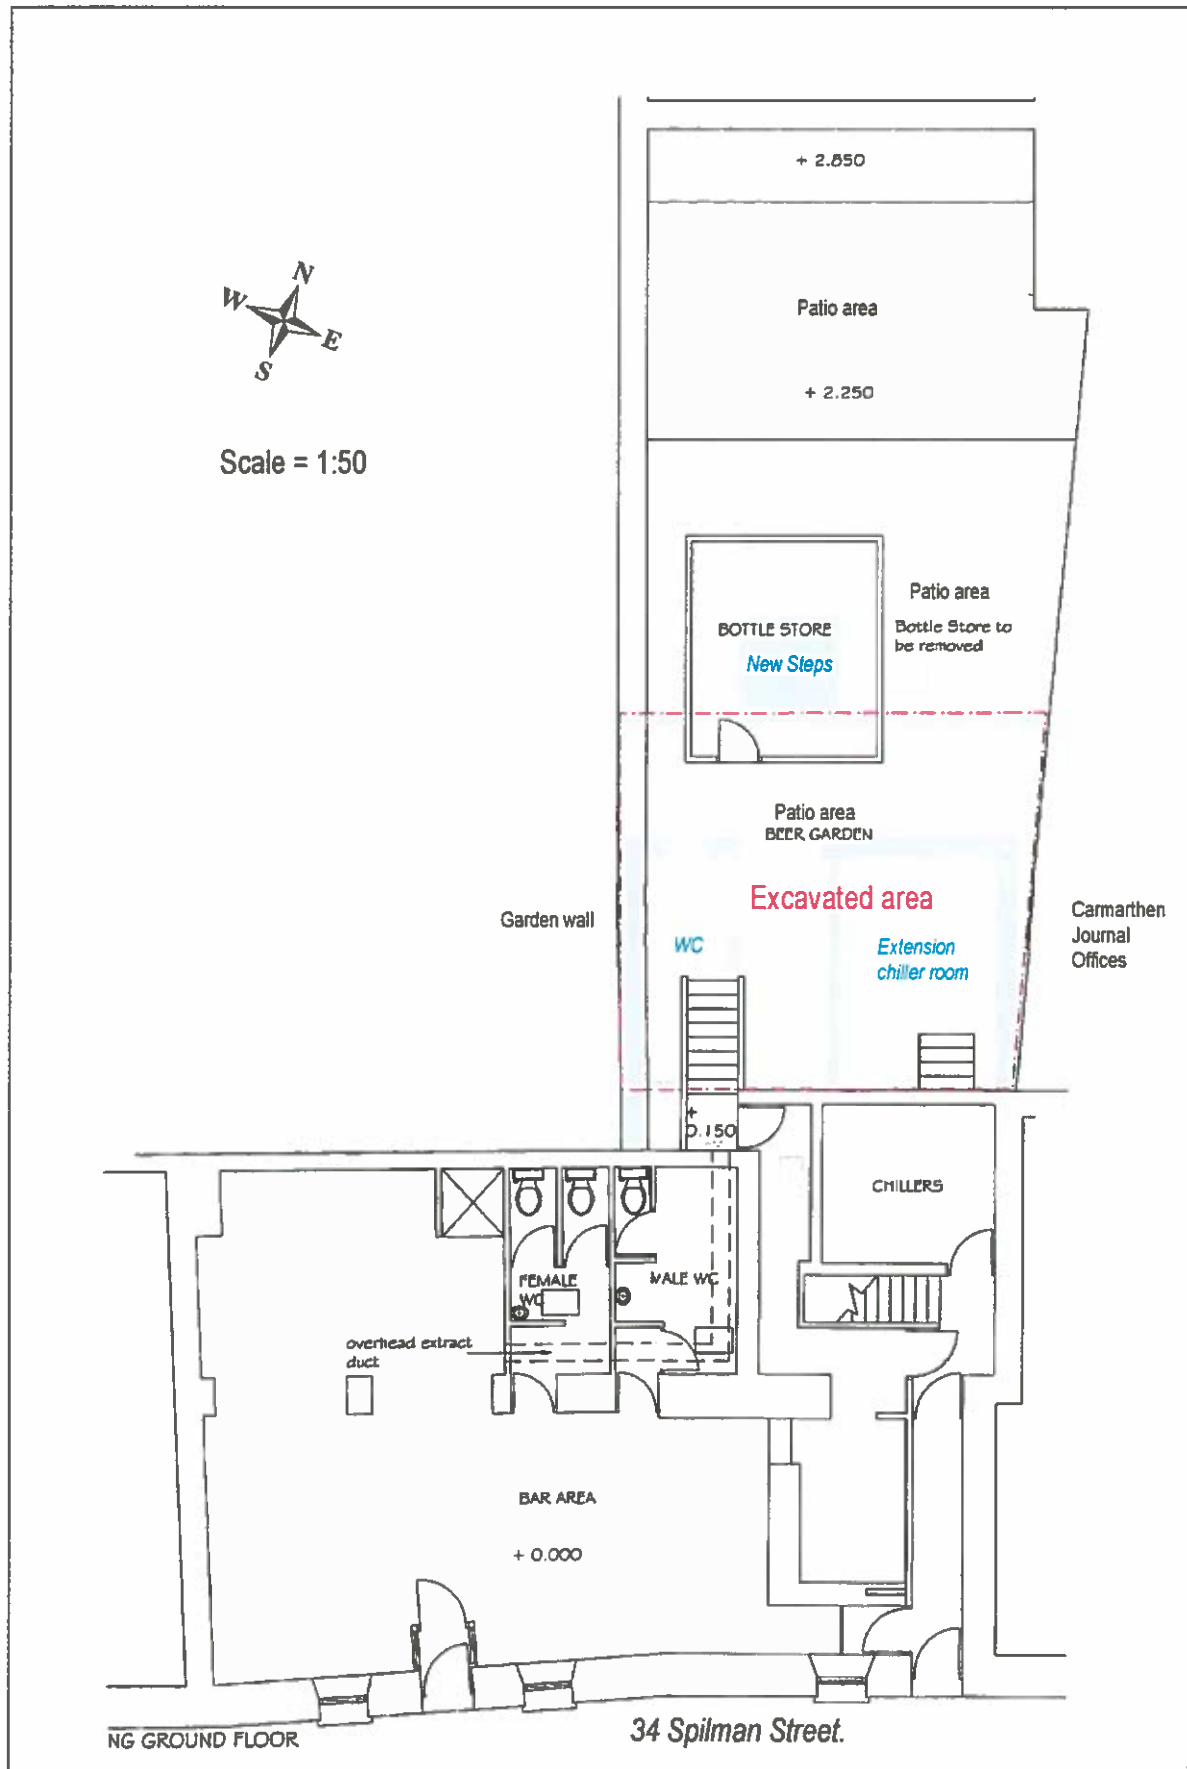 + 2.850
N
W
E
S
Patio area
+ 2.250
Scale = 1:50
Patio area
BOTTLE STORE
Bottle Store to
be removed
New Steps
Patio area
BEER GARDEN
Excavated area
Garden wall
Carmarthen
Journal
Offices
WC
Extension
chiller room
+
0.150
CHILLERS
FEMALE
WC
MALE WC
overhead extract
duct
BAR AREA
+ 0.000
NG GROUND FLOOR
34 Spilman Street.